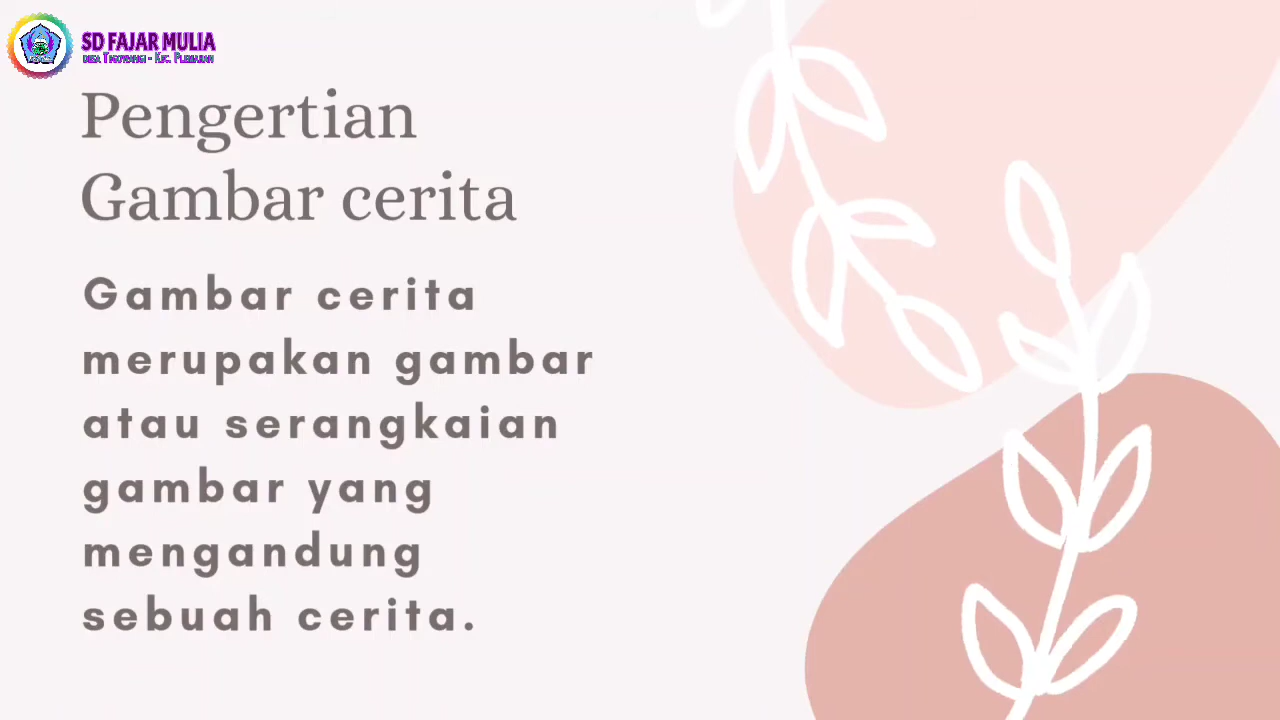 SD FAJAR MULIA
Pengertian
Gambar cerita
Gambar cerita
merupakan gambar
atau serangkaian
gambar yang
mengandung
sebuah cerita.